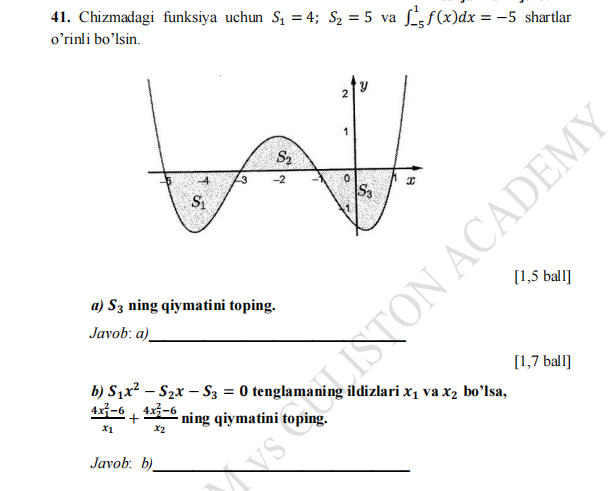 41. Chizmadagi funksiya uchun S₁ = 4; S₂ = 5 va ∫₋₅¹ f(x)dx = −5 shartlar
o'rinli bo'lsin.
y
2
1
S₂
-5 -4 -3 -2 -1 0 1 x
S₁ S₃
-1
[1,5 ball]
a) S₃ ning qiymatini toping.
Javob: a)
[1,7 ball]
b) S₁x² − S₂x − S₃ = 0 tenglamaning ildizlari x₁ va x₂ bo'lsa,
(4x₁²−6)/x₁ + (4x₂²−6)/x₂ ning qiymatini toping.
Javob: b)
M VS GULISTON ACADEMY